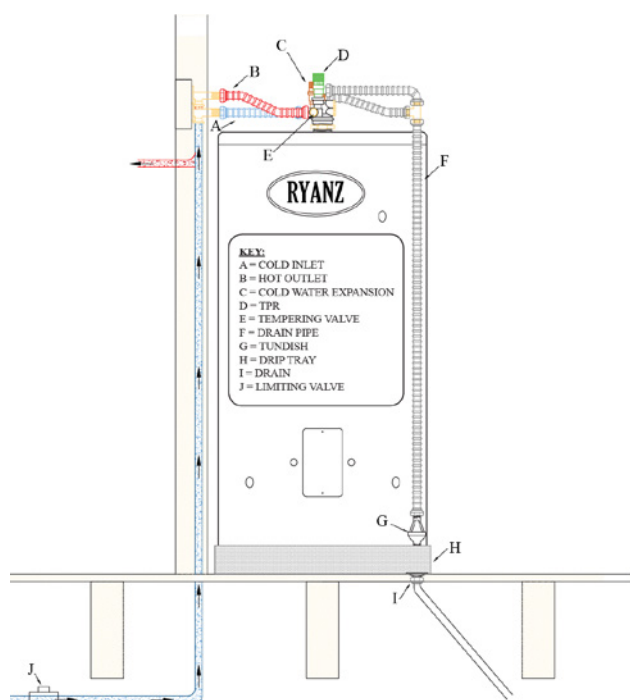 C
D
B
A
E
F
RYANZ
KEY:
A = COLD INLET
B = HOT OUTLET
C = COLD WATER EXPANSION
D = TPR
E = TEMPERING VALVE
F = DRAIN PIPE
G = TUNDISH
H = DRIP TRAY
I = DRAIN
J = LIMITING VALVE
G
H
I
J